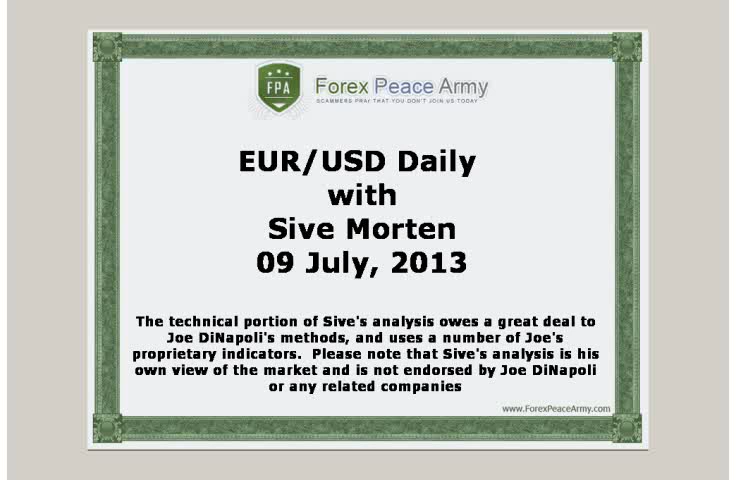 FPA
Forex Peace Army
SCAMMERS PRAY THAT YOU DON'T JOIN US TODAY
EUR/USD Daily
with
Sive Morten
09 July, 2013
The technical portion of Sive's analysis owes a great deal to
Joe DiNapoli's methods, and uses a number of Joe's
proprietary indicators.  Please note that Sive's analysis is his
own view of the market and is not endorsed by Joe DiNapoli
or any related companies
www.ForexPeaceArmy.com